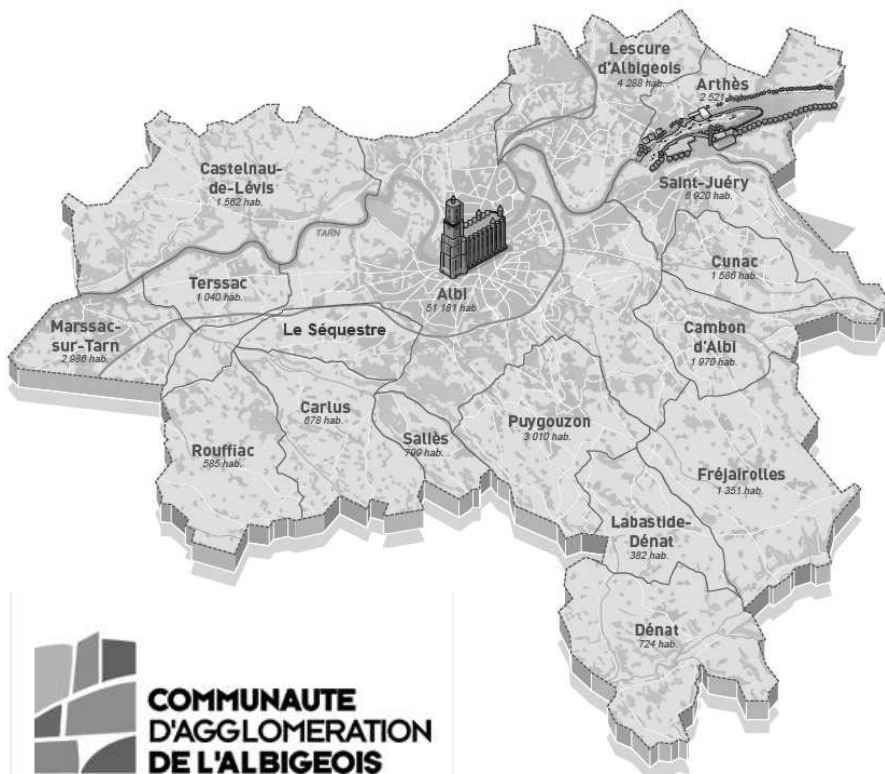 Lescure
d'Albigeois
4 288 hab.
Arthès
2 521 hab.
Castelnau-
de-Lévis
1 562 hab.
Saint-Juéry
6 920 hab.
TARN
Cunac
1 586 hab.
Terssac
1 040 hab.
Albi
51 181 hab.
Marssac-
sur-Tarn
2 986 hab.
Le Séquestre
Cambon
d'Albi
1 970 hab.
Carlus
678 hab.
Puygouzon
3 010 hab.
Saliès
799 hab.
Rouffiac
585 hab.
Fréjairolles
1 351 hab.
Labastide-
Dénat
382 hab.
Dénat
724 hab.
COMMUNAUTE
D'AGGLOMERATION
DE L'ALBIGEOIS